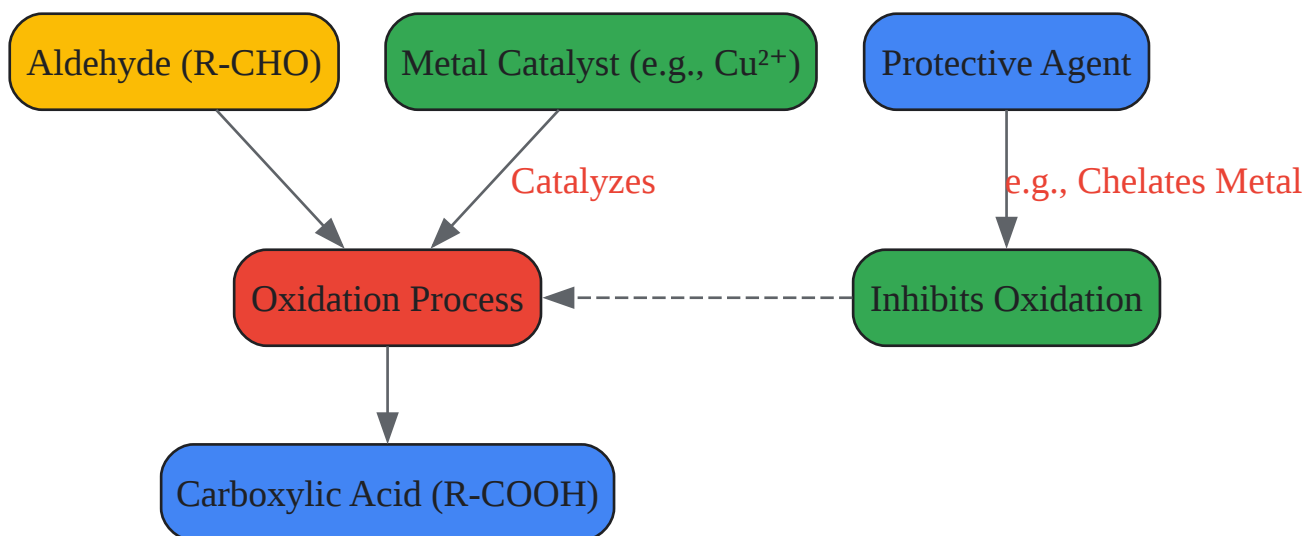 Aldehyde (R-CHO)
Metal Catalyst (e.g., Cu²⁺)
Protective Agent
Catalyzes
e.g., Chelates Metal
Oxidation Process
Inhibits Oxidation
Carboxylic Acid (R-COOH)